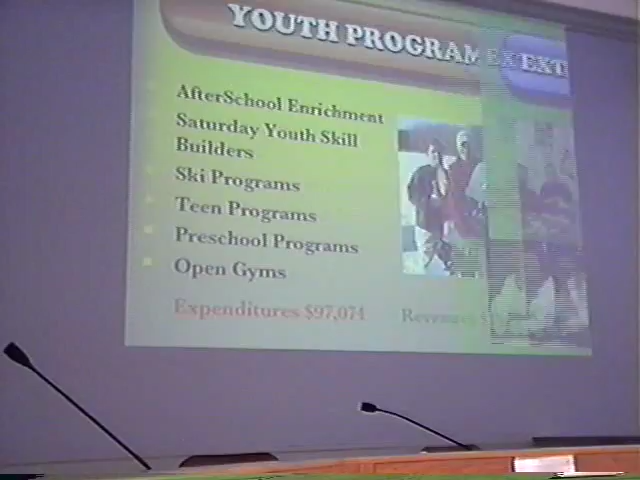 YOUTH PROGRAM EXT
AfterSchool Enrichment
Saturday Youth Skill
Builders
Ski Programs
Teen Programs
Preschool Programs
Open Gyms
Expenditures $97,074